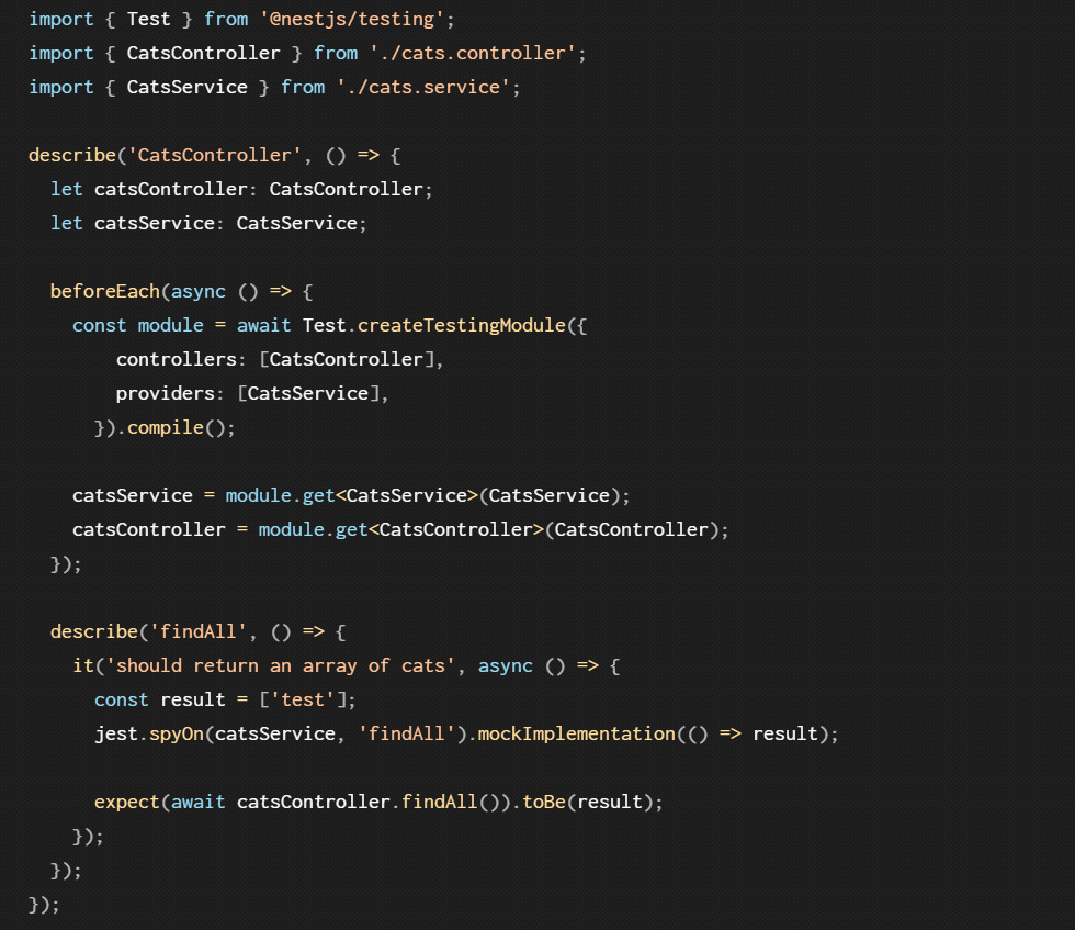 import { Test } from '@nestjs/testing';
import { CatsController } from './cats.controller';
import { CatsService } from './cats.service';

describe('CatsController', () => {
  let catsController: CatsController;
  let catsService: CatsService;

  beforeEach(async () => {
    const module = await Test.createTestingModule({
        controllers: [CatsController],
        providers: [CatsService],
      }).compile();

    catsService = module.get<CatsService>(CatsService);
    catsController = module.get<CatsController>(CatsController);
  });

  describe('findAll', () => {
    it('should return an array of cats', async () => {
      const result = ['test'];
      jest.spyOn(catsService, 'findAll').mockImplementation(() => result);

      expect(await catsController.findAll()).toBe(result);
    });
  });
});